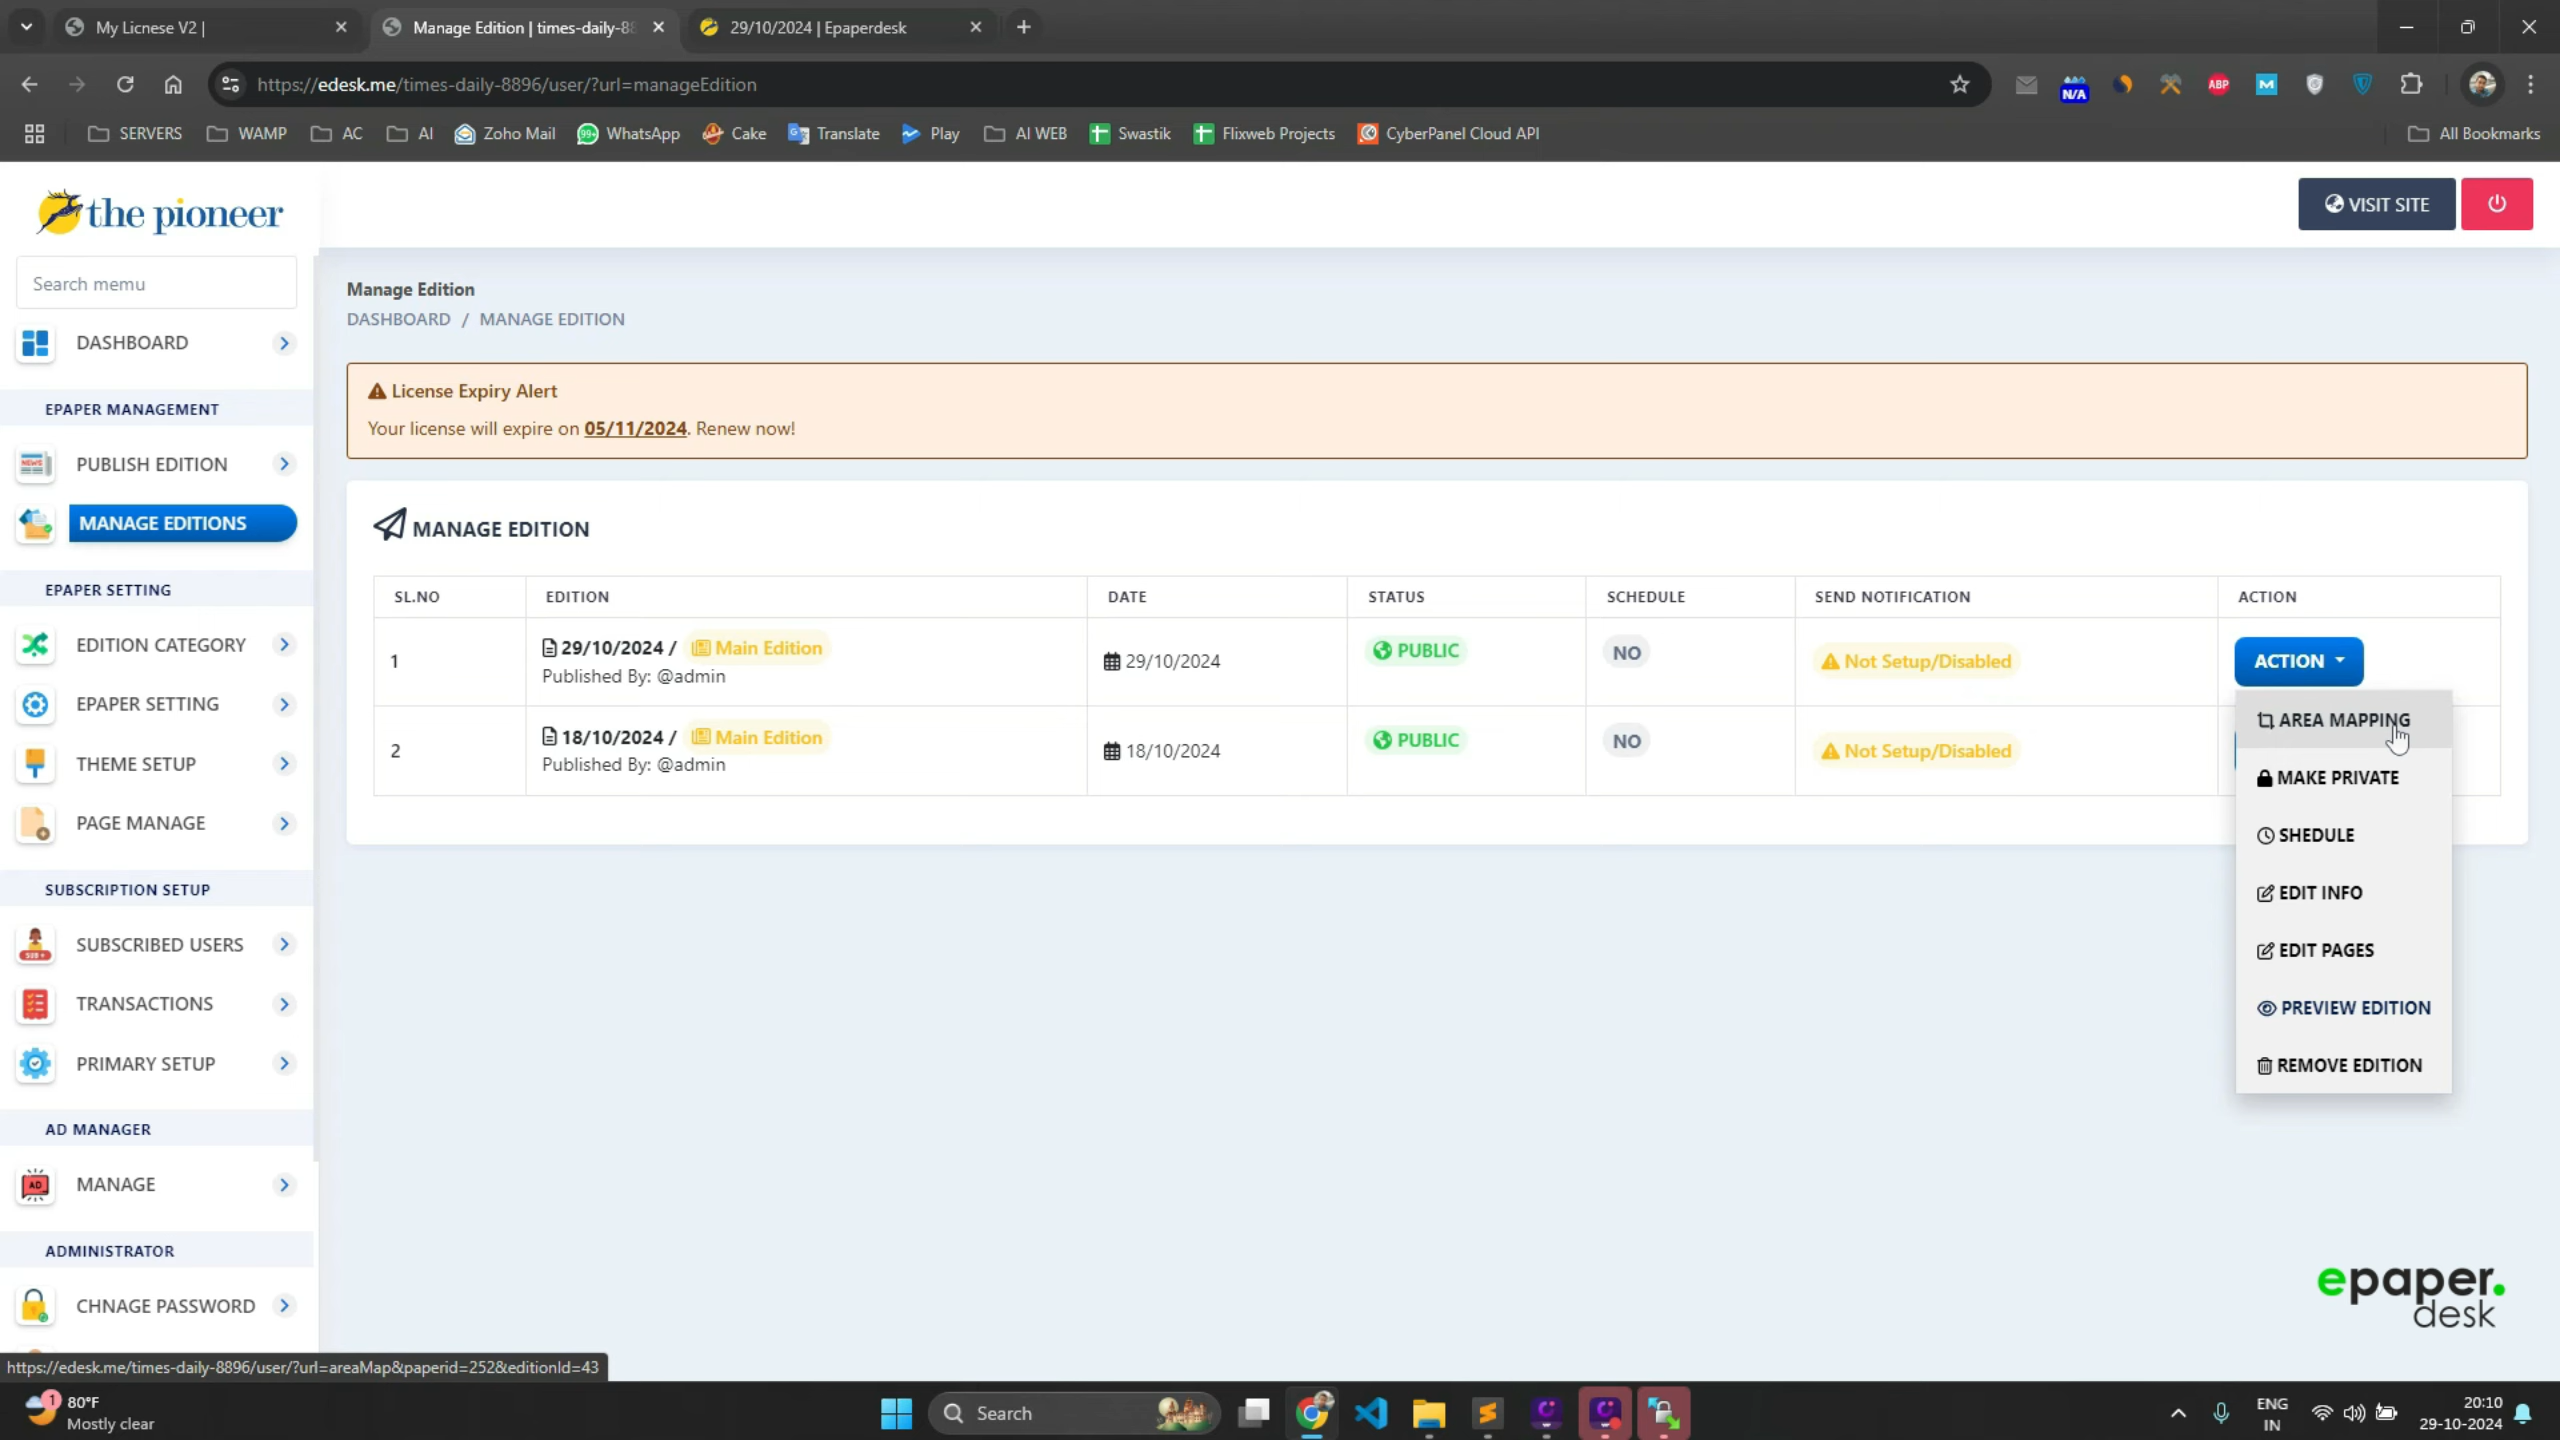 My Licnese V2 |
Manage Edition | times-daily-88
29/10/2024 | Epaperdesk
https://edesk.me/times-daily-8896/user/?url=manageEdition
N/A
ABP
M
SERVERS
WAMP
AC
AI
Zoho Mail
99+
WhatsApp
Cake
Translate
Play
AI WEB
Swastik
Flixweb Projects
CyberPanel Cloud API
All Bookmarks
the pioneer
VISIT SITE
Search memu
Manage Edition
DASHBOARD / MANAGE EDITION
DASHBOARD
License Expiry Alert
Your license will expire on 05/11/2024. Renew now!
EPAPER MANAGEMENT
NEWS
PUBLISH EDITION
MANAGE EDITIONS
EPAPER SETTING
EDITION CATEGORY
EPAPER SETTING
THEME SETUP
PAGE MANAGE
SUBSCRIPTION SETUP
SUBSCRIBED USERS
TRANSACTIONS
PRIMARY SETUP
AD MANAGER
AD
MANAGE
ADMINISTRATOR
CHNAGE PASSWORD
MANAGE EDITION
SL.NO EDITION DATE STATUS SCHEDULE SEND NOTIFICATION ACTION
1 29/10/2024 / Main Edition 29/10/2024 PUBLIC NO Not Setup/Disabled ACTION
Published By: @admin
2 18/10/2024 / Main Edition 18/10/2024 PUBLIC NO Not Setup/Disabled
Published By: @admin
AREA MAPPING
MAKE PRIVATE
SHEDULE
EDIT INFO
EDIT PAGES
PREVIEW EDITION
REMOVE EDITION
epaper.
desk
https://edesk.me/times-daily-8896/user/?url=areaMap&paperid=252&editionId=43
1
80°F
Mostly clear
Search
ENG
IN
20:10
29-10-2024